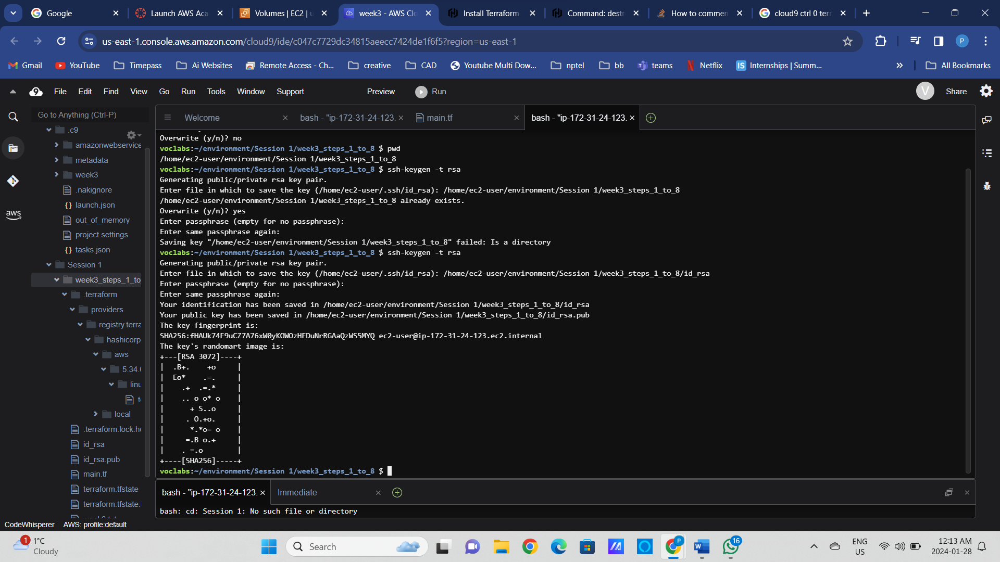 Google
Launch AWS Aca
Volumes | EC2 | u
week3 - AWS Clo
Install Terraform
Command: destr
How to commen
cloud9 ctrl 0 terr
us-east-1.console.aws.amazon.com/cloud9/ide/c047c7729dc34815aeecc7424de1f6f5?region=us-east-1
P
Gmail
YouTube
Timepass
Ai Websites
Remote Access - Ch...
creative
CAD
Youtube Multi Dow...
nptel
bb
teams
Netflix
IS Internships | Summ...
All Bookmarks
9 File Edit Find View Go Run Tools Window Support
Preview
Run
V
Share
Go to Anything (Ctrl-P)
Welcome
bash - "ip-172-31-24-123.
main.tf
bash - "ip-172-31-24-123.
.c9
amazonwebservice
metadata
week3
.nakignore
{} launch.json
out_of_memory
project.settings
{} tasks.json
Session 1
week3_steps_1_to_
.terraform
providers
registry.terra
hashicorp
aws
5.34.0
linu
te
local
.terraform.lock.hc
id_rsa
id_rsa.pub
main.tf
terraform.tfstate
terraform.tfstate.
aws
Overwrite (y/n)? no
voclabs:~/environment/Session 1/week3_steps_1_to_8 $ pwd
/home/ec2-user/environment/Session 1/week3_steps_1_to_8
voclabs:~/environment/Session 1/week3_steps_1_to_8 $ ssh-keygen -t rsa
Generating public/private rsa key pair.
Enter file in which to save the key (/home/ec2-user/.ssh/id_rsa): /home/ec2-user/environment/Session 1/week3_steps_1_to_8
/home/ec2-user/environment/Session 1/week3_steps_1_to_8 already exists.
Overwrite (y/n)? yes
Enter passphrase (empty for no passphrase):
Enter same passphrase again:
Saving key "/home/ec2-user/environment/Session 1/week3_steps_1_to_8" failed: Is a directory
voclabs:~/environment/Session 1/week3_steps_1_to_8 $ ssh-keygen -t rsa
Generating public/private rsa key pair.
Enter file in which to save the key (/home/ec2-user/.ssh/id_rsa): /home/ec2-user/environment/Session 1/week3_steps_1_to_8/id_rsa
Enter passphrase (empty for no passphrase):
Enter same passphrase again:
Your identification has been saved in /home/ec2-user/environment/Session 1/week3_steps_1_to_8/id_rsa
Your public key has been saved in /home/ec2-user/environment/Session 1/week3_steps_1_to_8/id_rsa.pub
The key fingerprint is:
SHA256:fHAUk74F9uCZ7A76xW0yKOWOzHFDuNrRGAaQzWS5MYQ ec2-user@ip-172-31-24-123.ec2.internal
The key's randomart image is:
+---[RSA 3072]----+
|  .B+.    +o     |
|  Eo*    .=.     |
|    .+  .=.*     |
|    .. o o* o    |
|      + S..o     |
|     . O.+o.     |
|      *.*o= o    |
|     =.B o.+     |
|    . =.o        |
+----[SHA256]-----+
voclabs:~/environment/Session 1/week3_steps_1_to_8 $
bash - "ip-172-31-24-123.
Immediate
bash: cd: Session 1: No such file or directory
CodeWhisperer
AWS: profile:default
1
1°C
Cloudy
Search
P
W
16
ENG
US
12:13 AM
2024-01-28